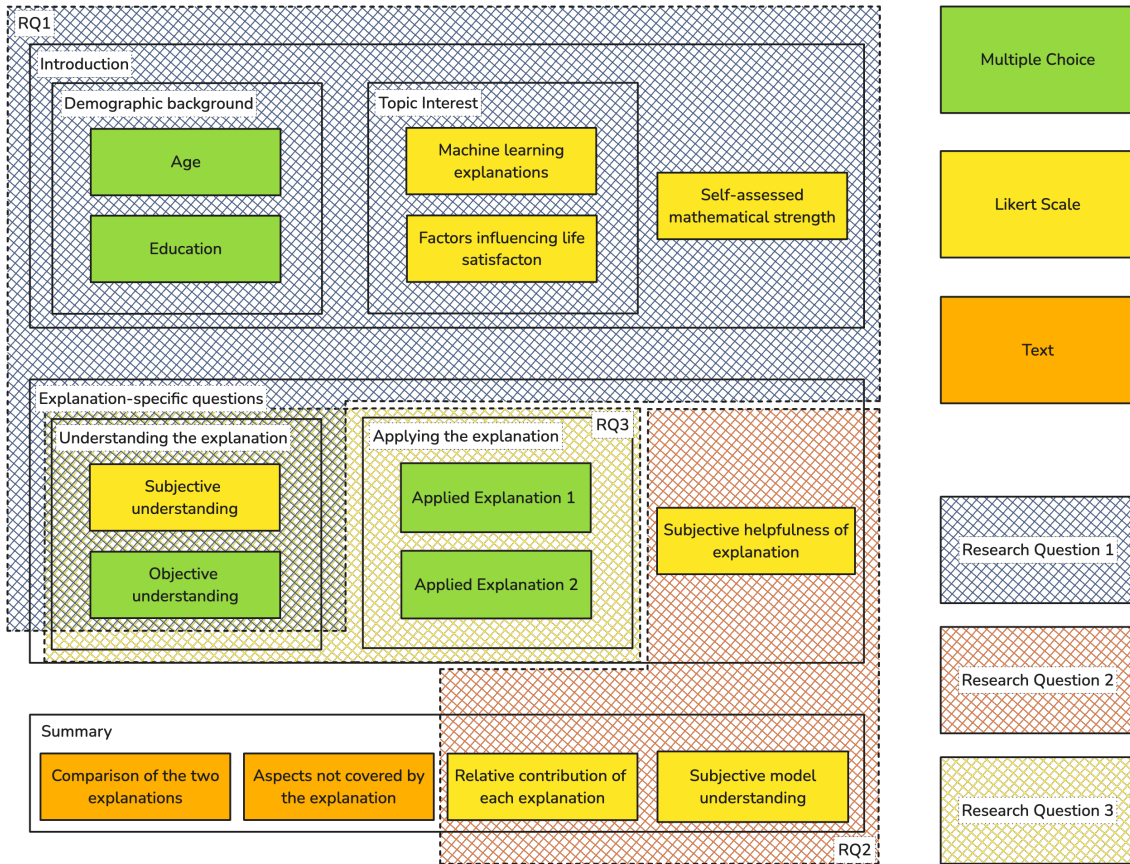 RQ1
Introduction
Demographic background
Age
Education
Topic Interest
Machine learning
explanations
Factors influencing life
satisfacton
Self-assessed
mathematical strength
Explanation-specific questions
Understanding the explanation
Subjective
understanding
Objective
understanding
RQ3
Applying the explanation
Applied Explanation 1
Applied Explanation 2
Subjective helpfulness of
explanation
Summary
Comparison of the two
explanations
Aspects not covered by
the explanation
Relative contribution of
each explanation
Subjective model
understanding
RQ2
Multiple Choice
Likert Scale
Text
Research Question 1
Research Question 2
Research Question 3